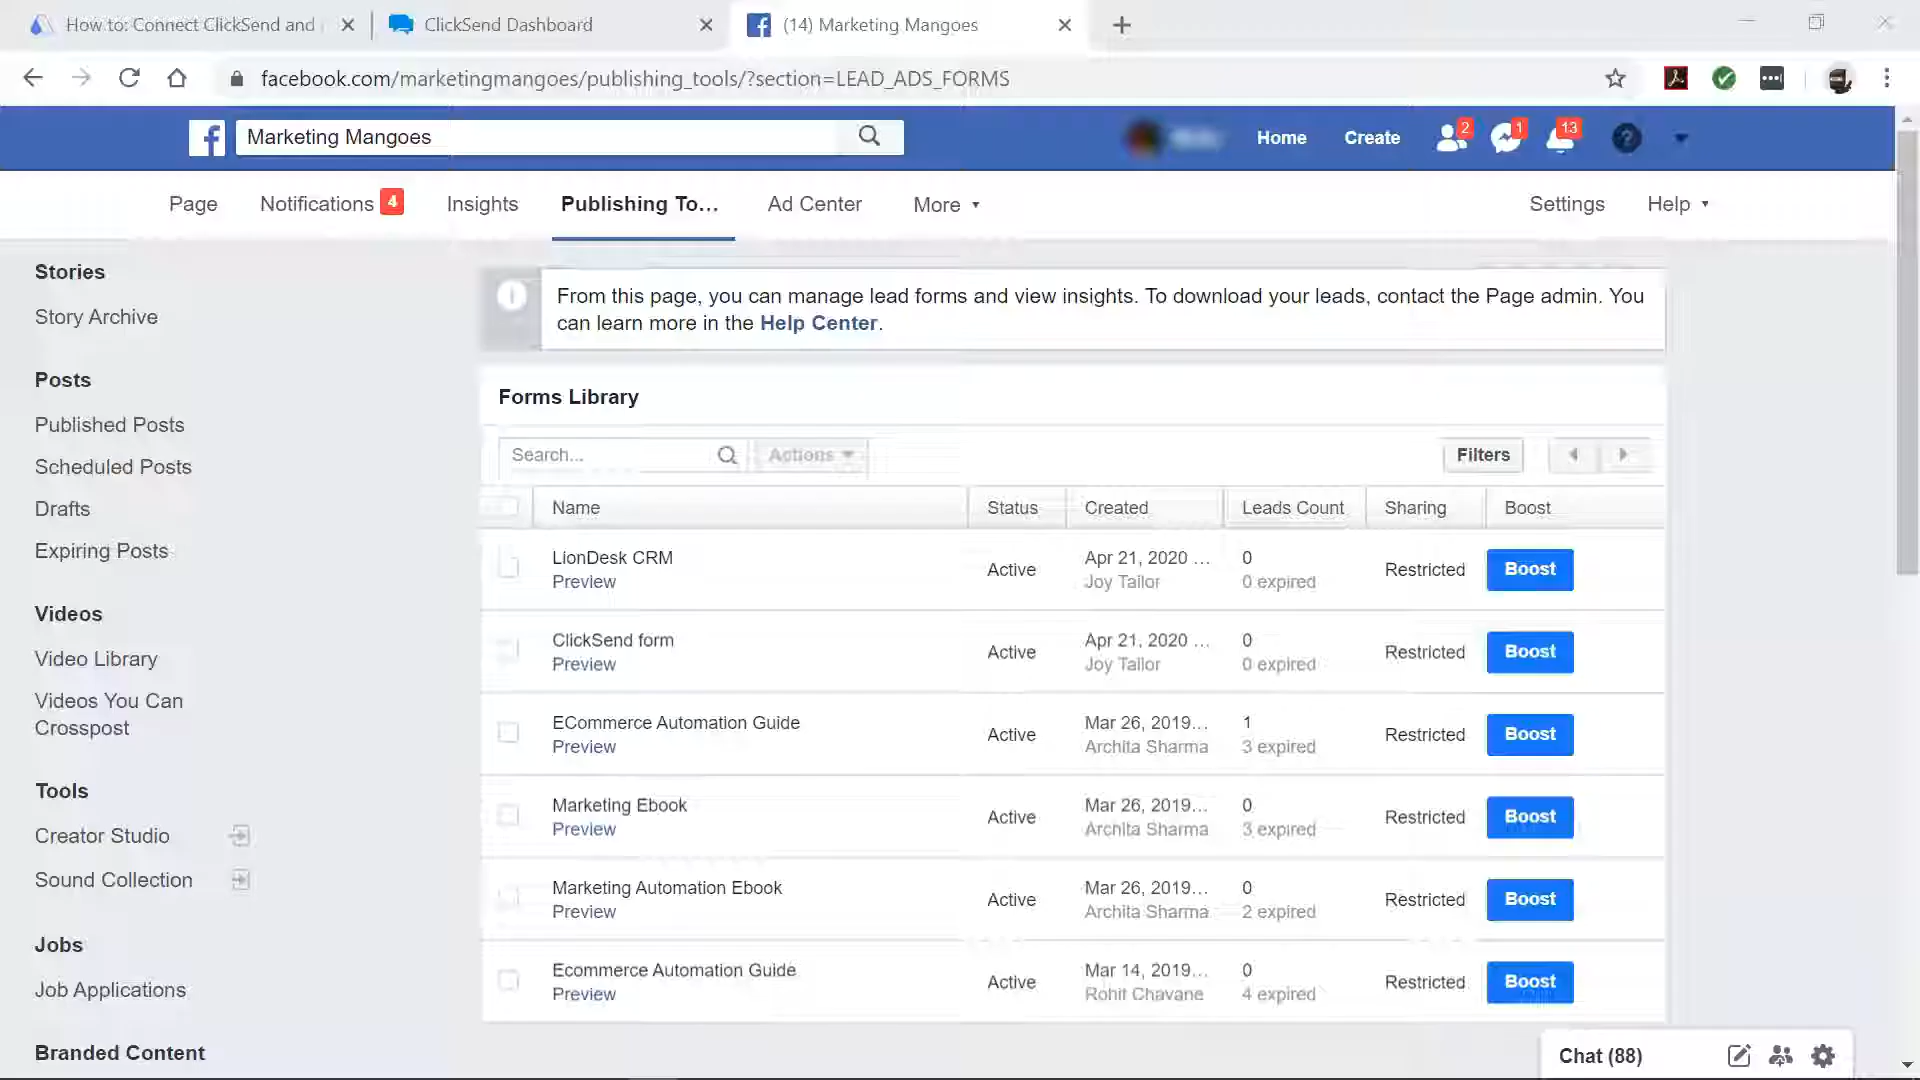 How to: Connect ClickSend and
ClickSend Dashboard
(14) Marketing Mangoes
facebook.com/marketingmangoes/publishing_tools/?section=LEAD_ADS_FORMS
Marketing Mangoes
Home
Create
2
1
13
Page
Notifications 4
Insights
Publishing To...
Ad Center
More
Settings
Help
Stories
Story Archive
Posts
Published Posts
Scheduled Posts
Drafts
Expiring Posts
Videos
Video Library
Videos You Can
Crosspost
Tools
Creator Studio
Sound Collection
Jobs
Job Applications
Branded Content
From this page, you can manage lead forms and view insights. To download your leads, contact the Page admin. You
can learn more in the Help Center.
Forms Library
Search...
Actions
Filters
Name Status Created Leads Count Sharing Boost
LionDesk CRM Active Apr 21, 2020 ... 0 Restricted Boost
Preview Joy Tailor 0 expired
ClickSend form Active Apr 21, 2020 ... 0 Restricted Boost
Preview Joy Tailor 0 expired
ECommerce Automation Guide Active Mar 26, 2019... 1 Restricted Boost
Preview Archita Sharma 3 expired
Marketing Ebook Active Mar 26, 2019... 0 Restricted Boost
Preview Archita Sharma 3 expired
Marketing Automation Ebook Active Mar 26, 2019... 0 Restricted Boost
Preview Archita Sharma 2 expired
Ecommerce Automation Guide Active Mar 14, 2019... 0 Restricted Boost
Preview Rohit Chavane 4 expired
Chat (88)